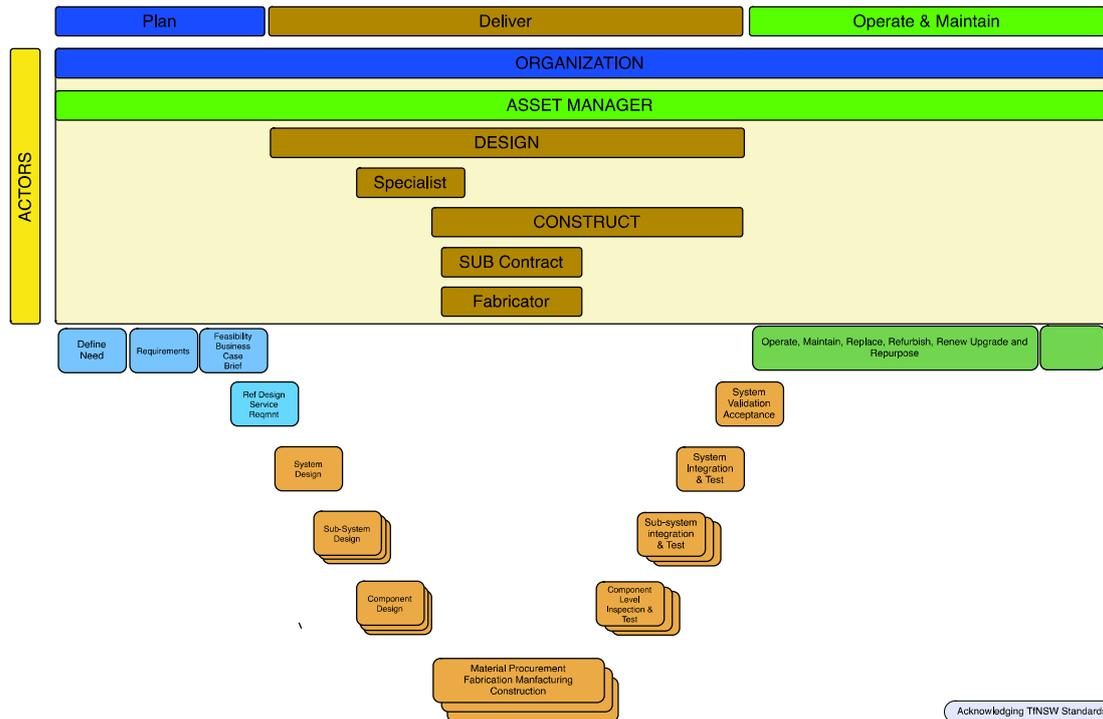 Plan
Deliver
Operate & Maintain
ACTORS
ORGANIZATION
ASSET MANAGER
DESIGN
Specialist
CONSTRUCT
SUB Contract
Fabricator
Define
Need
Requirements
Feasibility
Business
Case
Brief
Operate, Maintain, Replace, Refurbish, Renew Upgrade and
Repurpose
Ref Design
Service
Reqmnt
System
Validation
Acceptance
System
Design
System
Integration
& Test
Sub-System
Design
Sub-system
integration
& Test
Component
Design
Component
Level
Inspection &
Test
Material Procurement
Fabrication Manfacturing
Construction
Acknowledging TfNSW Standards